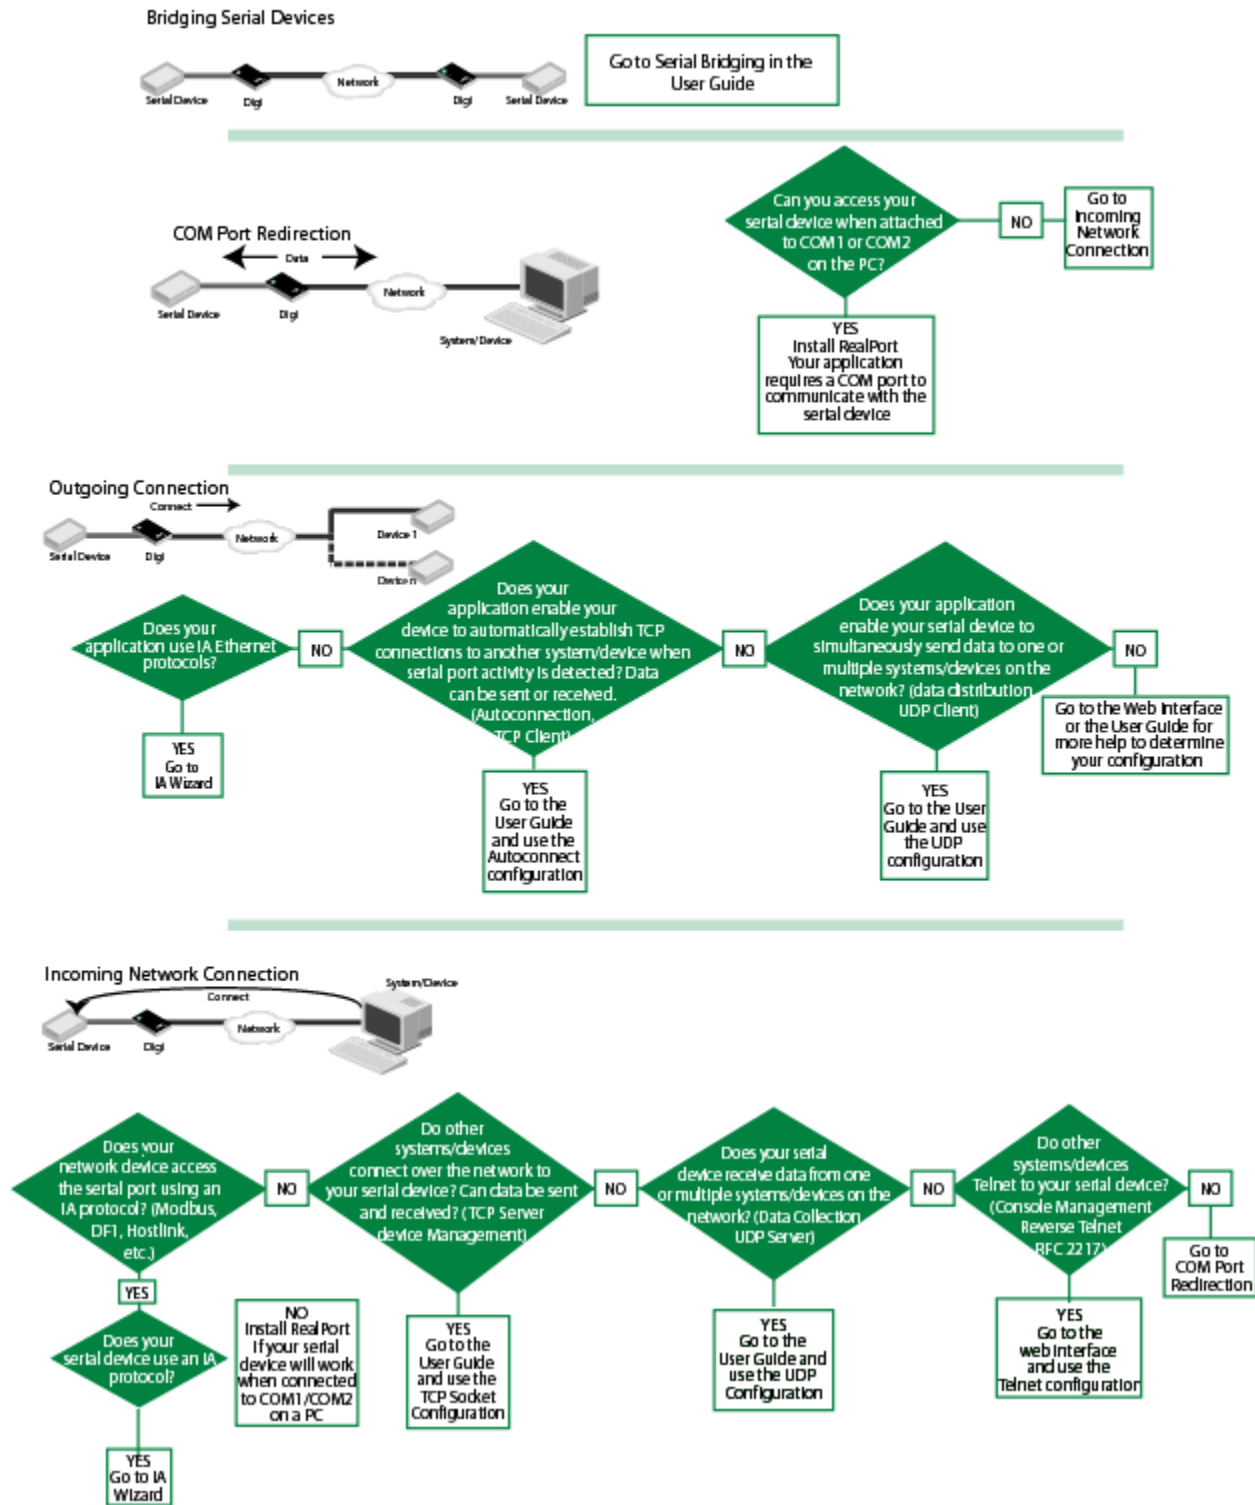 Bridging Serial Devices
Serial Device
Digi
Network
Digi
Serial Device
Go to Serial Bridging in the
User Guide
COM Port Redirection
Data
Serial Device
Digi
Network
System/Device
Can you access your
serial device when attached
to COM1 or COM2
on the PC?
NO
Go to
Incoming
Network
Connection
YES
Install RealPort
Your application
requires a COM port to
communicate with the
serial device
Outgoing Connection
Connect
Serial Device
Digi
Network
Device 1
Device n
Does your
application use IA Ethernet
protocols?
NO
YES
Go to
IA Wizard
Does your
application enable your
device to automatically establish TCP
connections to another system/device when
serial port activity is detected? Data
can be sent or received.
(Autoconnection,
TCP Client)
NO
YES
Go to the
User Guide
and use the
Autoconnect
configuration
Does your application
enable your serial device to
simultaneously send data to one or
multiple systems/devices on the
network? (data distribution
UDP Client)
NO
YES
Go to the User
Guide and use
the UDP
configuration
Go to the Web Interface
or the User Guide for
more help to determine
your configuration
Incoming Network Connection
System/Device
Connect
Serial Device
Digi
Network
Does your
network device access
the serial port using an
IA protocol? (Modbus,
DF1, Hostlink,
etc.)
NO
YES
Does your
serial device use an IA
protocol?
YES
Go to IA
Wizard
NO
Install RealPort
If your serial
device will work
when connected
to COM1/COM2
on a PC
Do other
systems/devices
connect over the network to
your serial device? Can data be sent
and received? (TCP Server
device Management)
NO
YES
Go to the
User Guide
and use the
TCP Socket
Configuration
Does your serial
device receive data from one
or multiple systems/devices on the
network? (Data Collection
UDP Server)
NO
YES
Go to the
User Guide and
use the UDP
Configuration
Do other
systems/devices
Telnet to your serial device?
(Console Management
Reverse Telnet
RFC 2217)
NO
Go to
COM Port
Redirection
YES
Go to the
web Interface
and use the
Telnet configuration